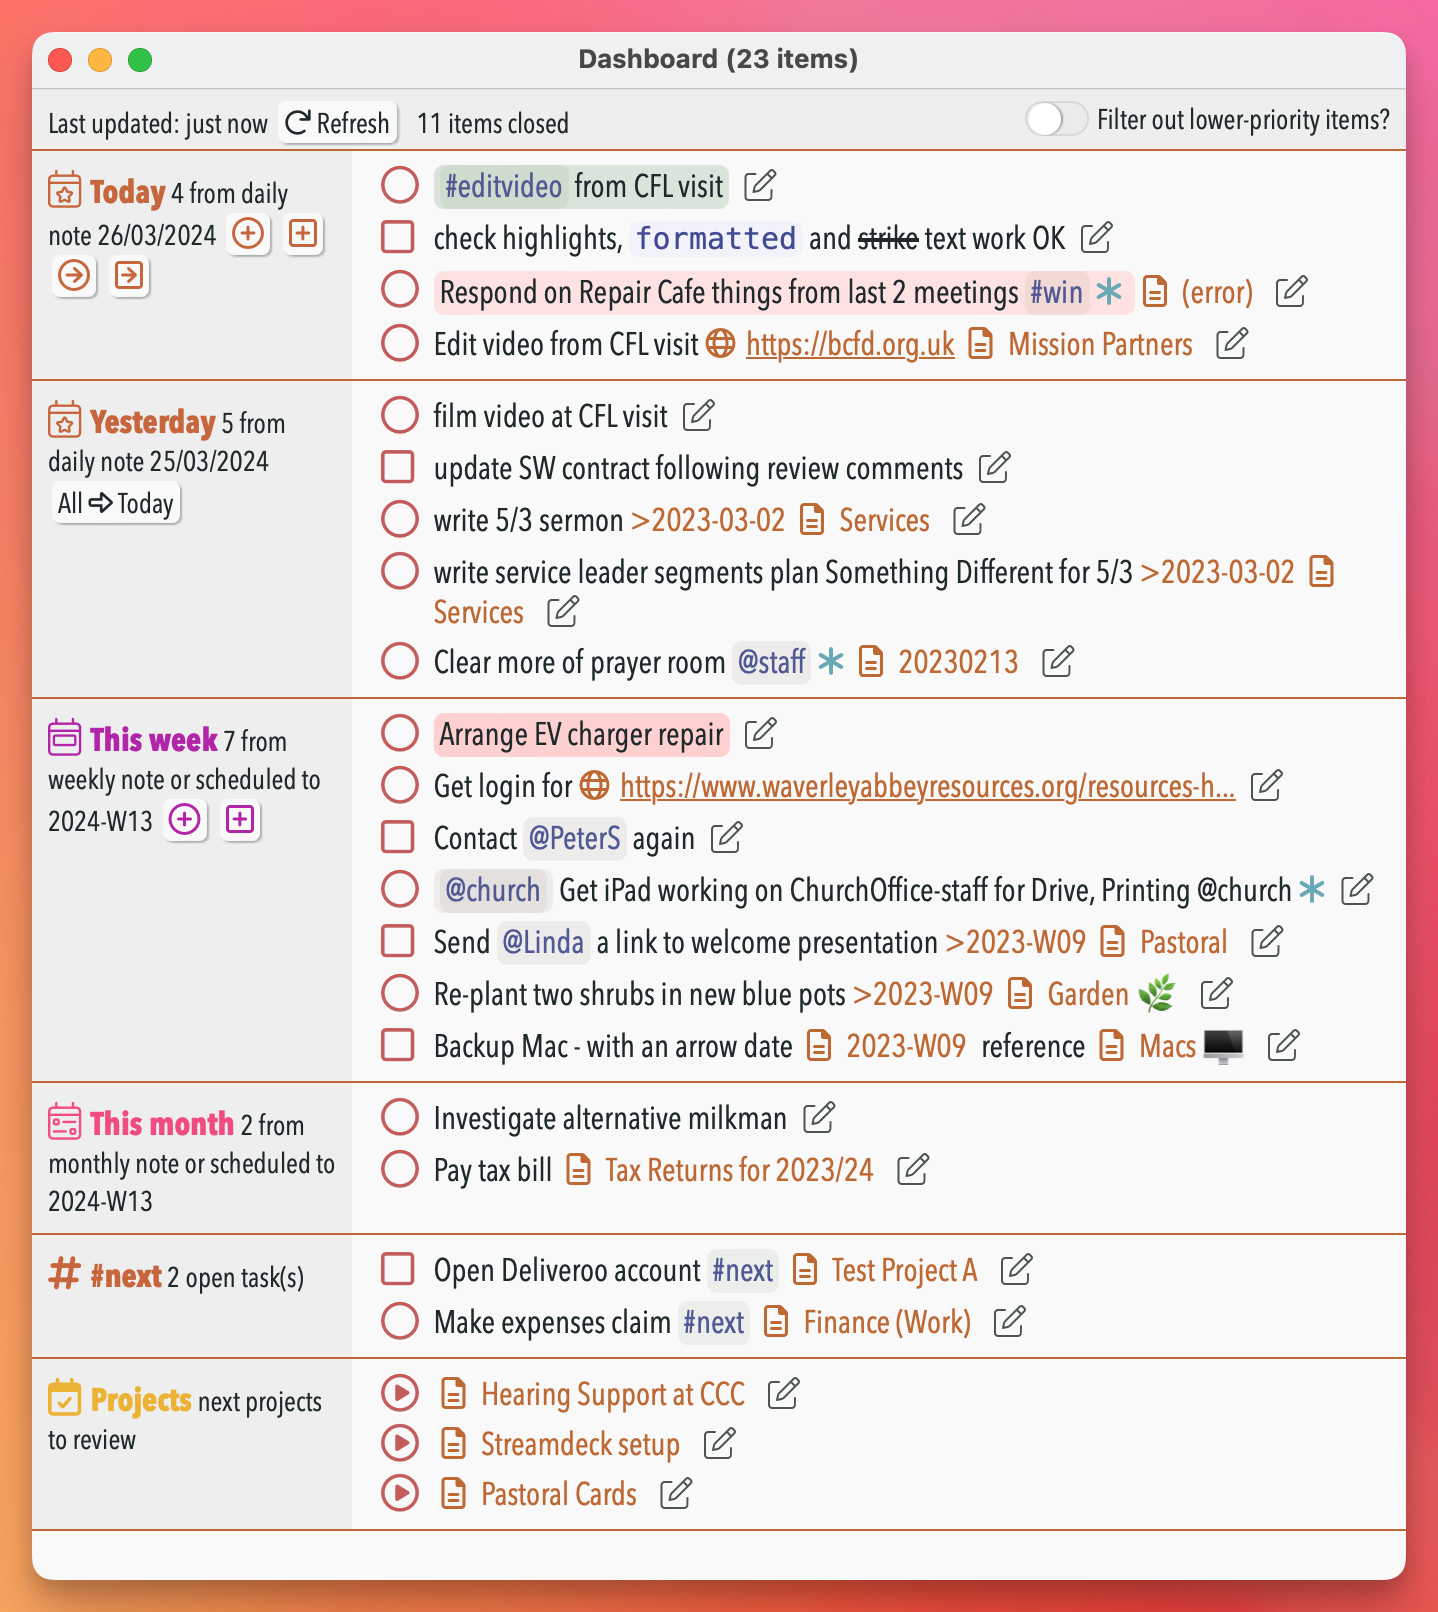 Dashboard (23 items)
Last updated: just now Refresh 11 items closed Filter out lower-priority items?
Today 4 from daily
note 26/03/2024
#editvideo from CFL visit
check highlights, formatted and strike text work OK
Respond on Repair Cafe things from last 2 meetings #win (error)
Edit video from CFL visit https://bcfd.org.uk Mission Partners
Yesterday 5 from
daily note 25/03/2024
All Today
film video at CFL visit
update SW contract following review comments
write 5/3 sermon >2023-03-02 Services
write service leader segments plan Something Different for 5/3 >2023-03-02
Services
Clear more of prayer room @staff 20230213
This week 7 from
weekly note or scheduled to
2024-W13
Arrange EV charger repair
Get login for https://www.waverleyabbeyresources.org/resources-h...
Contact @PeterS again
@church Get iPad working on ChurchOffice-staff for Drive, Printing @church
Send @Linda a link to welcome presentation >2023-W09 Pastoral
Re-plant two shrubs in new blue pots >2023-W09 Garden 🌿
Backup Mac - with an arrow date 2023-W09 reference Macs 🖥️
This month 2 from
monthly note or scheduled to
2024-W13
Investigate alternative milkman
Pay tax bill Tax Returns for 2023/24
#next 2 open task(s)
Open Deliveroo account #next Test Project A
Make expenses claim #next Finance (Work)
Projects next projects
to review
Hearing Support at CCC
Streamdeck setup
Pastoral Cards